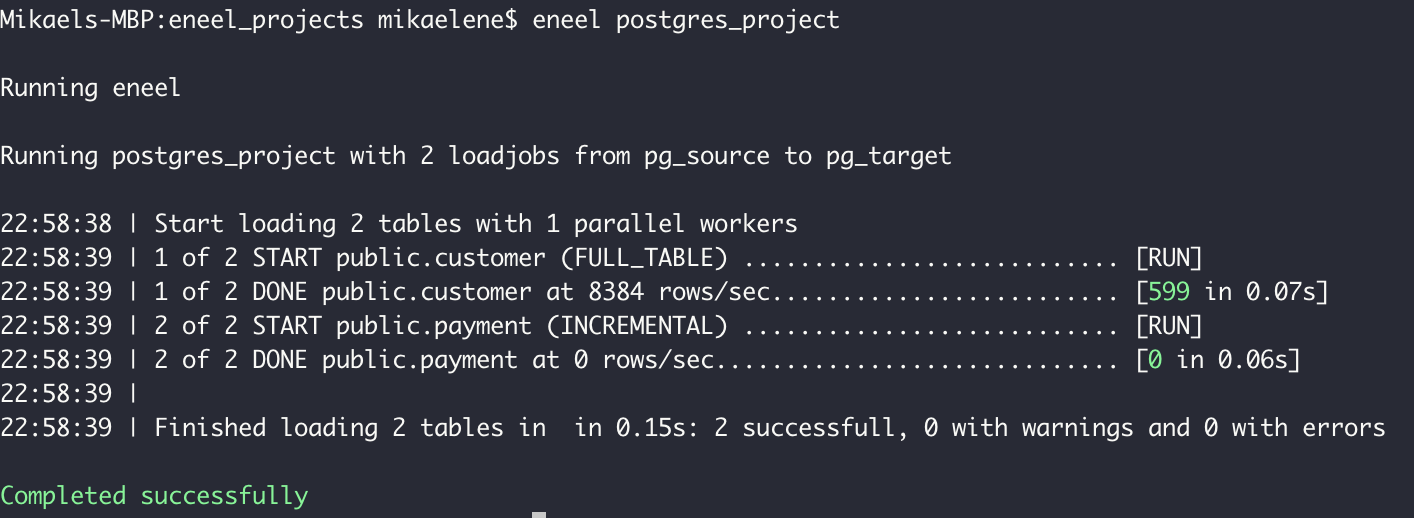 Mikaels-MBP:eneel_projects mikaelene$ eneel postgres_project
Running eneel
Running postgres_project with 2 loadjobs from pg_source to pg_target
22:58:38 | Start loading 2 tables with 1 parallel workers
22:58:39 | 1 of 2 START public.customer (FULL_TABLE) ........................... [RUN]
22:58:39 | 1 of 2 DONE public.customer at 8384 rows/sec......................... [599 in 0.07s]
22:58:39 | 2 of 2 START public.payment (INCREMENTAL) ............................ [RUN]
22:58:39 | 2 of 2 DONE public.payment at 0 rows/sec............................. [0 in 0.06s]
22:58:39 |
22:58:39 | Finished loading 2 tables in  in 0.15s: 2 successfull, 0 with warnings and 0 with errors
Completed successfully